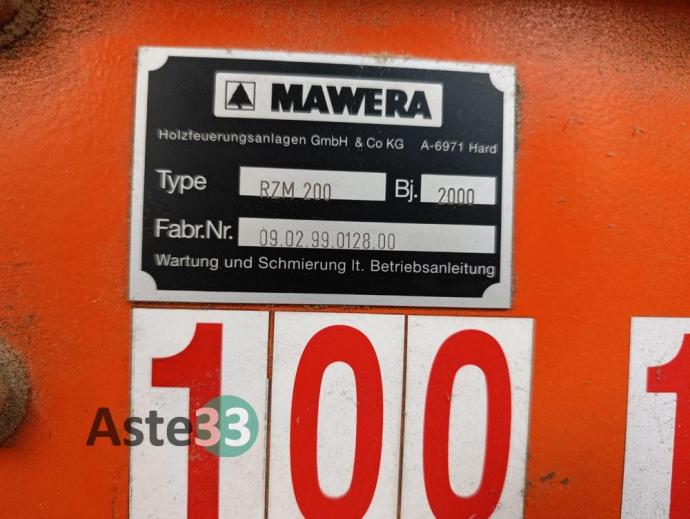 MAWERA
Holzfeuerungsanlagen GmbH & Co KG A-6971 Hard
Type RZM 200 Bj. 2000
Fabr.Nr. 09.02.99.0128.00
Wartung und Schmierung lt. Betriebsanleitung
100 1
Aste33